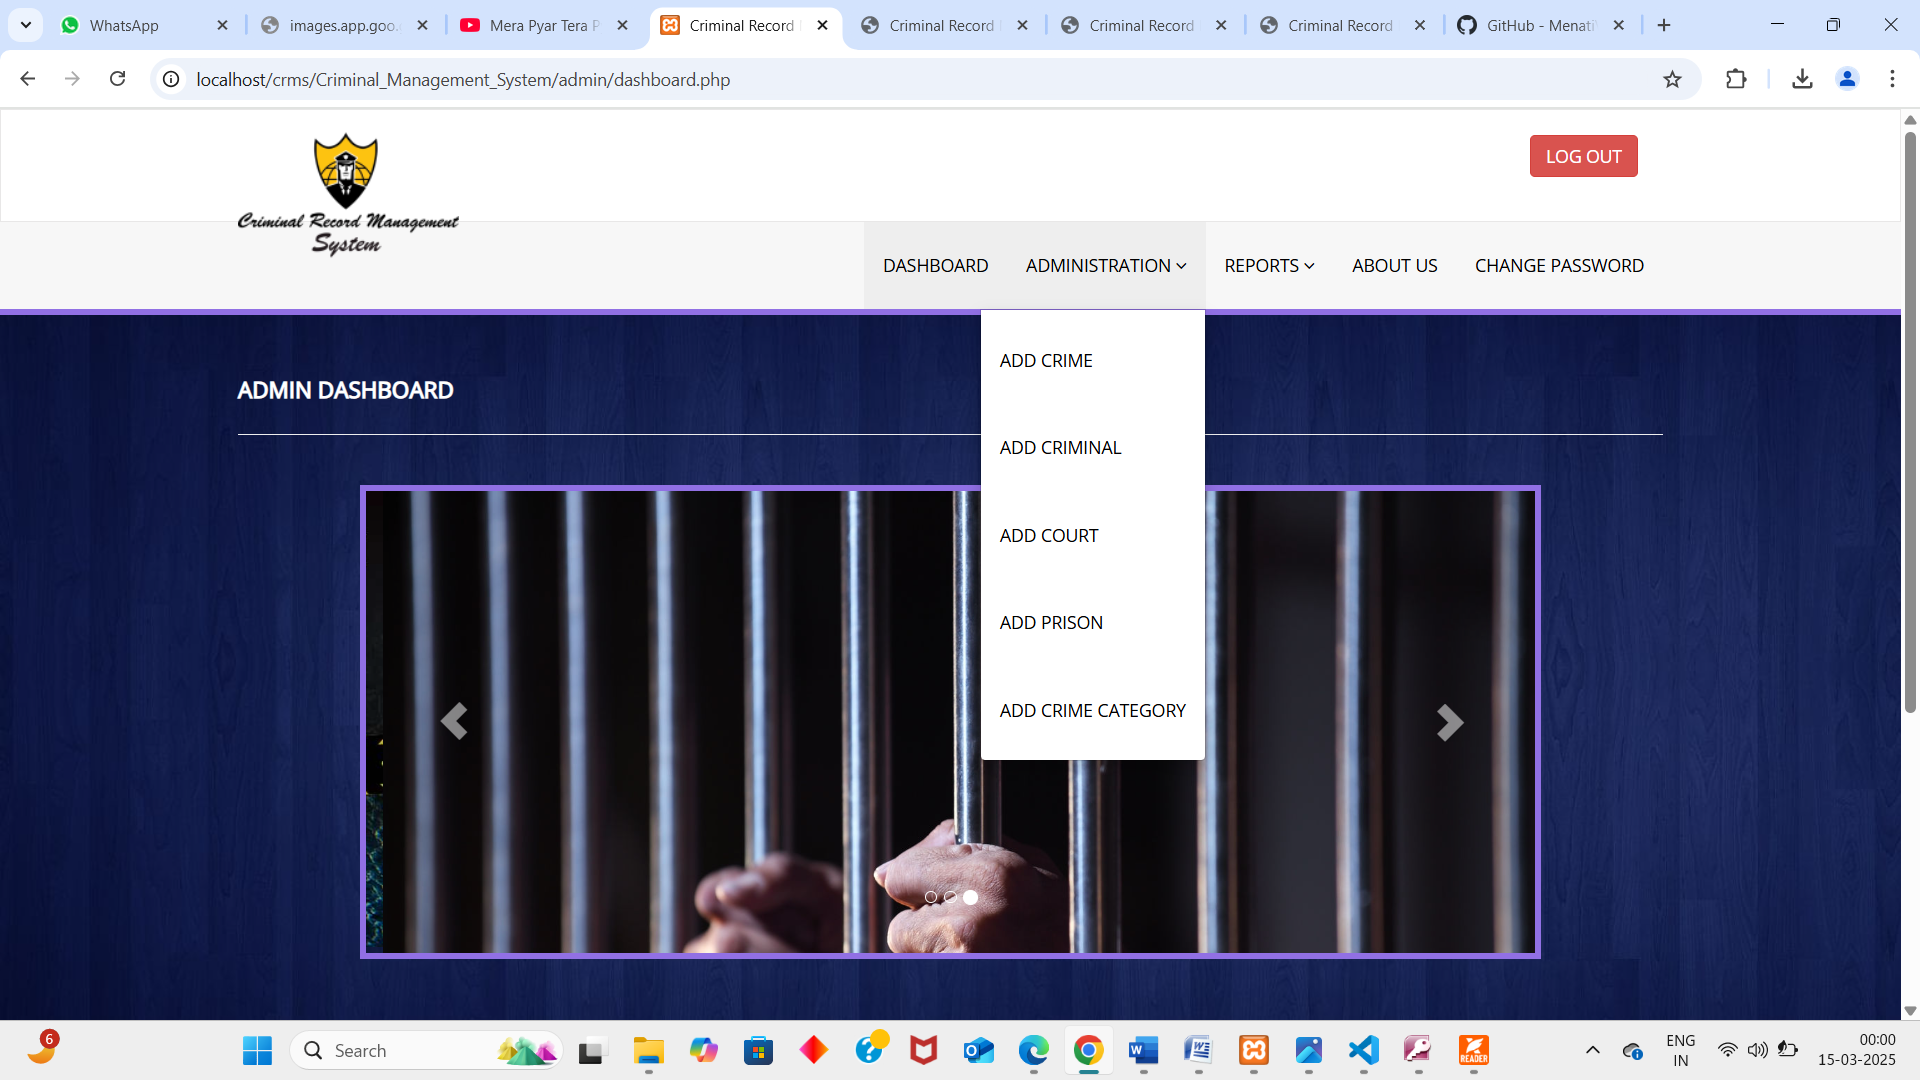 WhatsApp
images.app.goo.
Mera Pyar Tera P
Criminal Record
Criminal Record
Criminal Record
Criminal Record
GitHub - Menati
localhost/crms/Criminal_Management_System/admin/dashboard.php
LOG OUT
Criminal Record Management
System
DASHBOARD
ADMINISTRATION
REPORTS
ABOUT US
CHANGE PASSWORD
ADD CRIME
ADMIN DASHBOARD
ADD CRIMINAL
ADD COURT
ADD PRISON
ADD CRIME CATEGORY
6
Search
READER
ENG
IN
00:00
15-03-2025